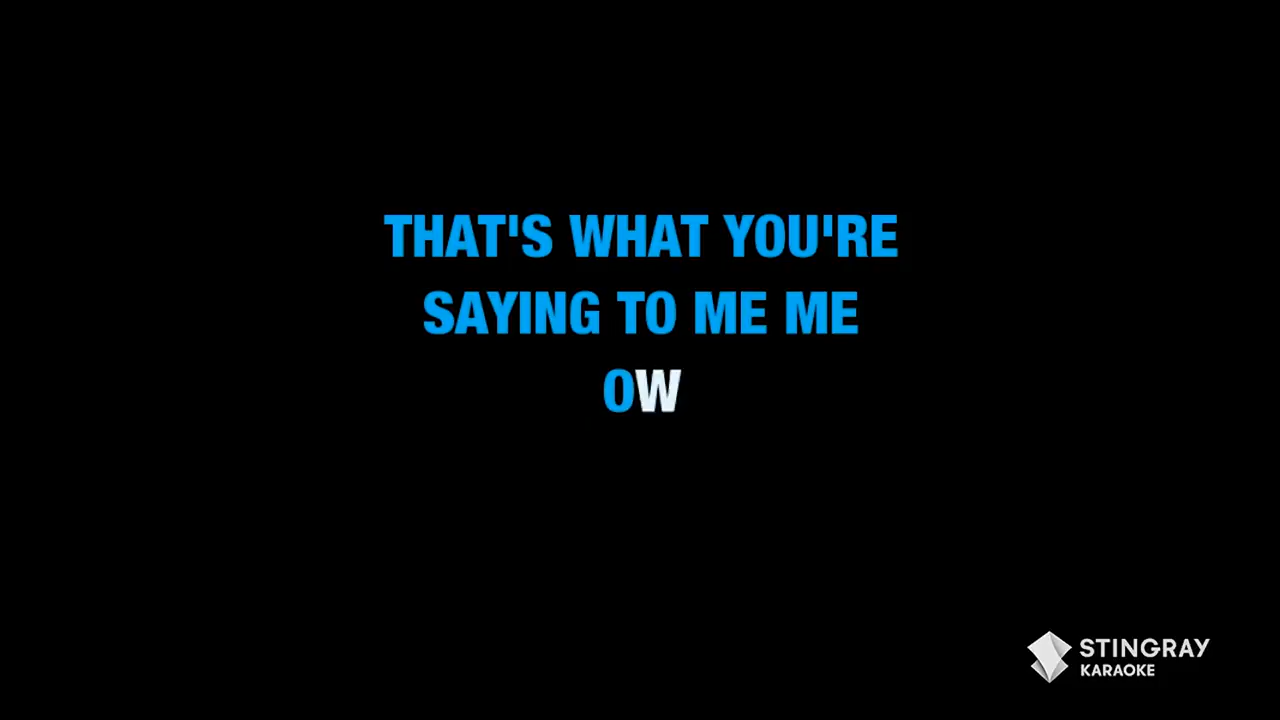 THAT'S WHAT YOU'RE
SAYING TO ME ME
OW
STINGRAY
KARAOKE